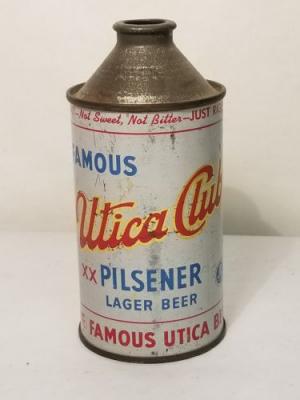 Not Sweet, Not Bitter—JUST
FAMOUS
Utica Club
XX PILSENER
LAGER BEER
FAMOUS UTICA